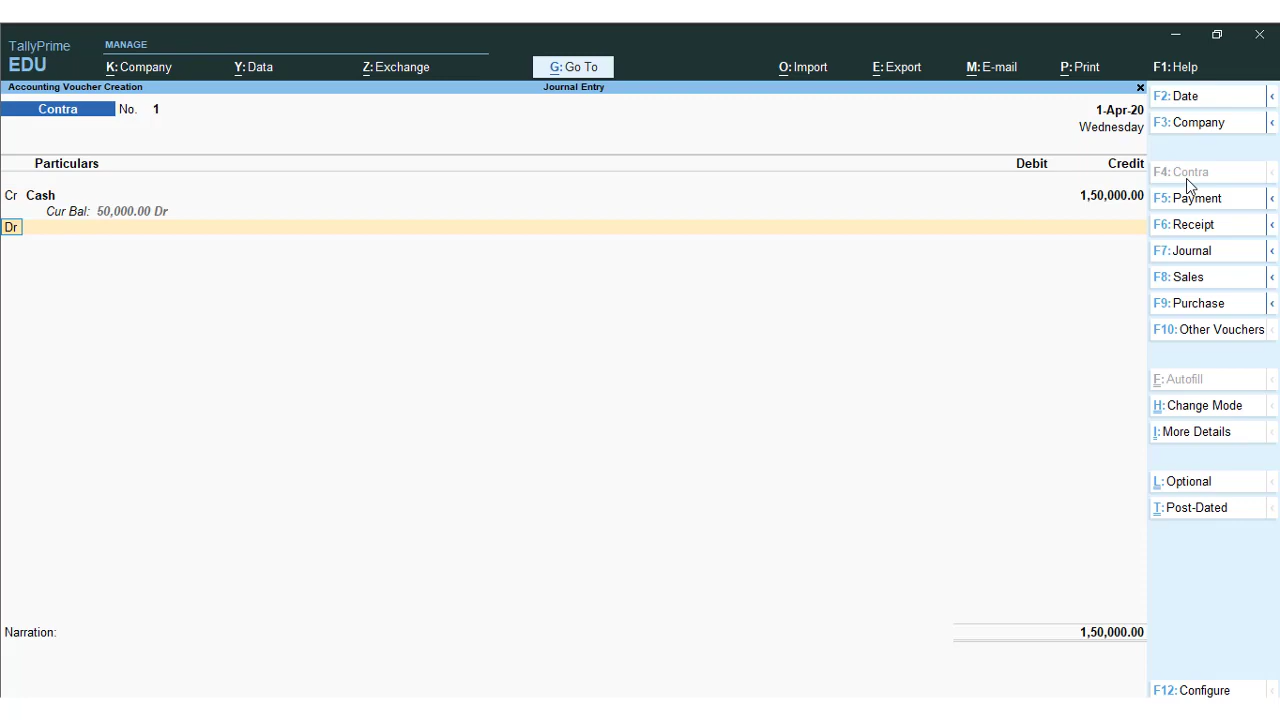 TallyPrime
EDU
MANAGE
K: Company Y: Data Z: Exchange G: Go To O: Import E: Export M: E-mail P: Print F1: Help
Accounting Voucher Creation Journal Entry
Contra No. 1 1-Apr-20
Wednesday
Particulars Debit Credit
Cr Cash 1,50,000.00
Cur Bal: 50,000.00 Dr
Dr
Narration: 1,50,000.00
F2: Date
F3: Company
F4: Contra
F5: Payment
F6: Receipt
F7: Journal
F8: Sales
F9: Purchase
F10: Other Vouchers
F: Autofill
H: Change Mode
I: More Details
L: Optional
T: Post-Dated
F12: Configure